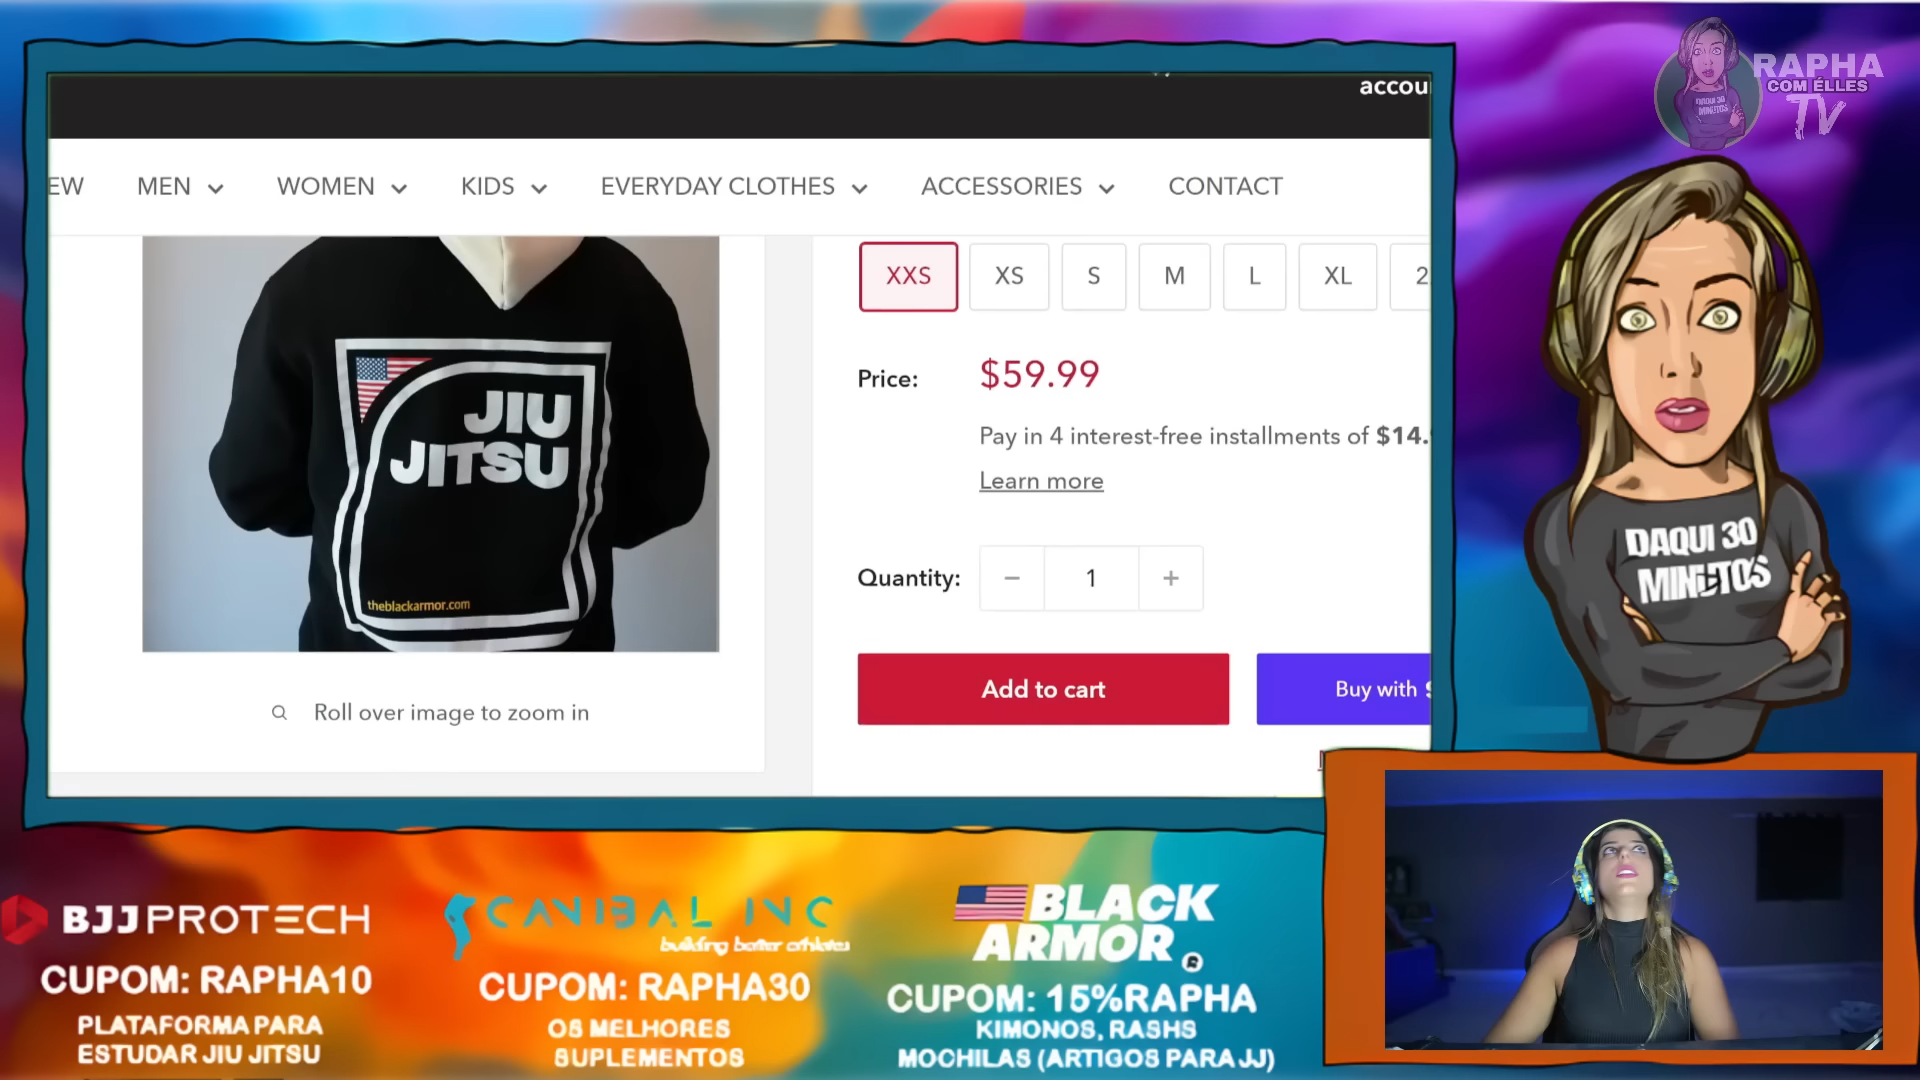 accou
RAPHA
COM ÉLLES
TV
EW MEN WOMEN KIDS EVERYDAY CLOTHES ACCESSORIES CONTACT
XXS XS S M L XL 2
Price: $59.99
Pay in 4 interest-free installments of $14.
Learn more
JIU
JITSU
theblackarmor.com
Quantity: − 1 +
Add to cart
Buy with
Roll over image to zoom in
DAQUI 30
MINUTOS
BJJPROTECH
CUPOM: RAPHA10
PLATAFORMA PARA
ESTUDAR JIU JITSU
CANIBAL INC
building better athletes
CUPOM: RAPHA30
OS MELHORES
SUPLEMENTOS
BLACK
ARMOR
CUPOM: 15%RAPHA
KIMONOS, RASHS
MOCHILAS (ARTIGOS PARA JJ)